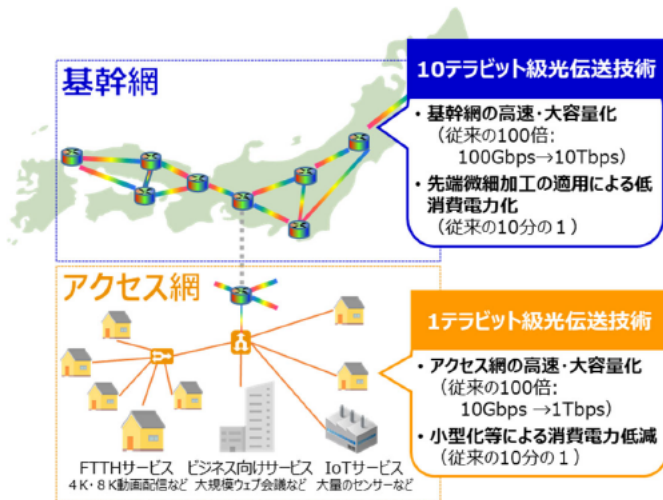 基幹網
10テラビット級光伝送技術
・基幹網の高速・大容量化
(従来の100倍:
100Gbps→10Tbps)
・先端微細加工の適用による低
消費電力化
(従来の10分の1)
アクセス網
1テラビット級光伝送技術
・アクセス網の高速・大容量化
(従来の100倍:
10Gbps →1Tbps)
・小型化等による消費電力低減
(従来の10分の1)
FTTHサービス
4K・8K動画配信など
ビジネス向けサービス
大規模ウェブ会議など
IoTサービス
大量のセンサーなど